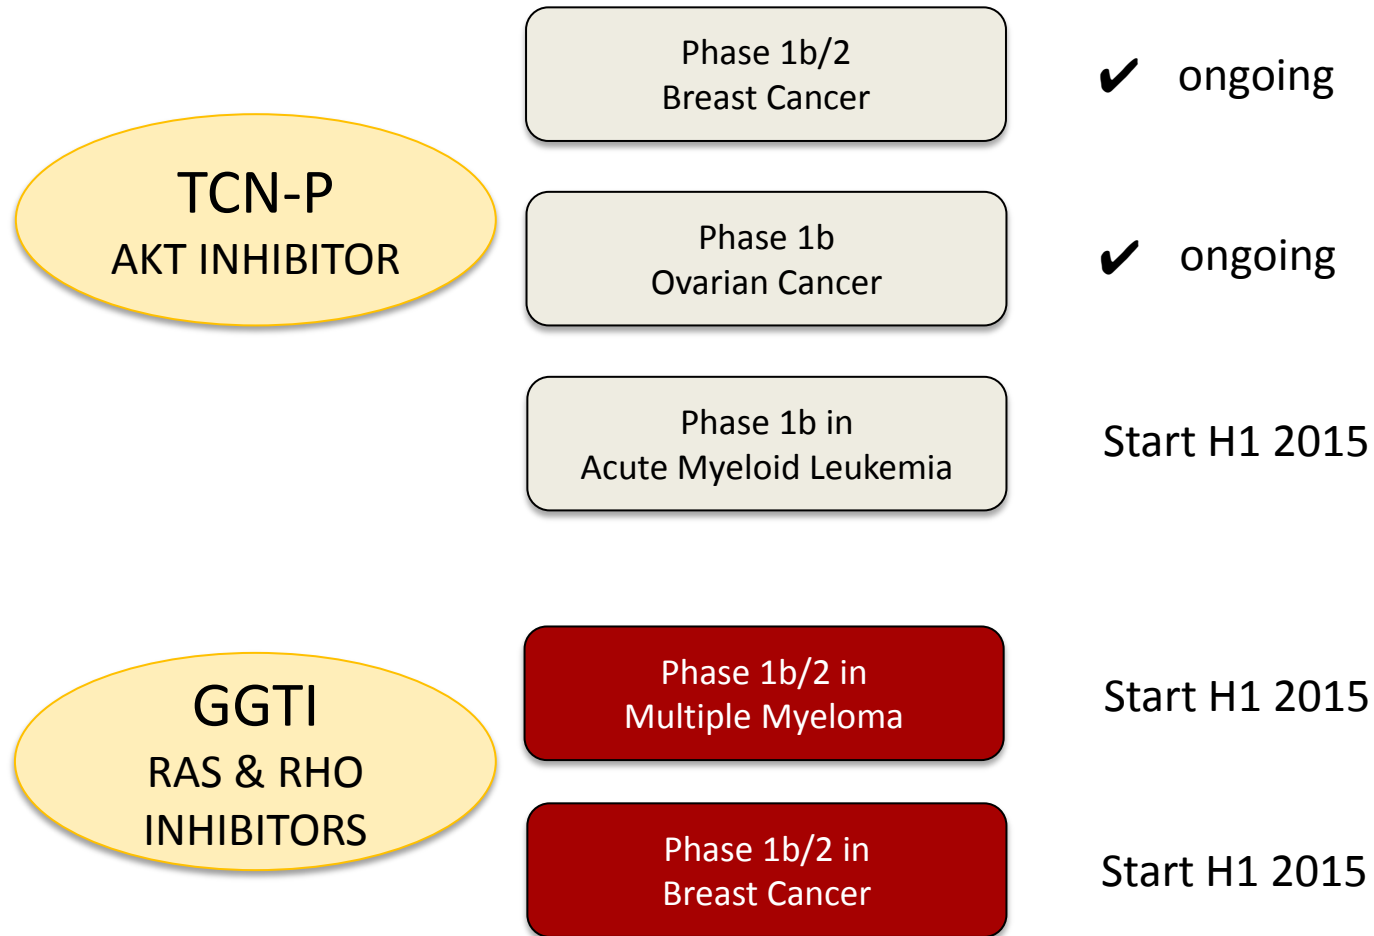 TCN-P
AKT INHIBITOR
Phase 1b/2
Breast Cancer
✔ ongoing
Phase 1b
Ovarian Cancer
✔ ongoing
Phase 1b in
Acute Myeloid Leukemia
Start H1 2015
GGTI
RAS & RHO
INHIBITORS
Phase 1b/2 in
Multiple Myeloma
Start H1 2015
Phase 1b/2 in
Breast Cancer
Start H1 2015